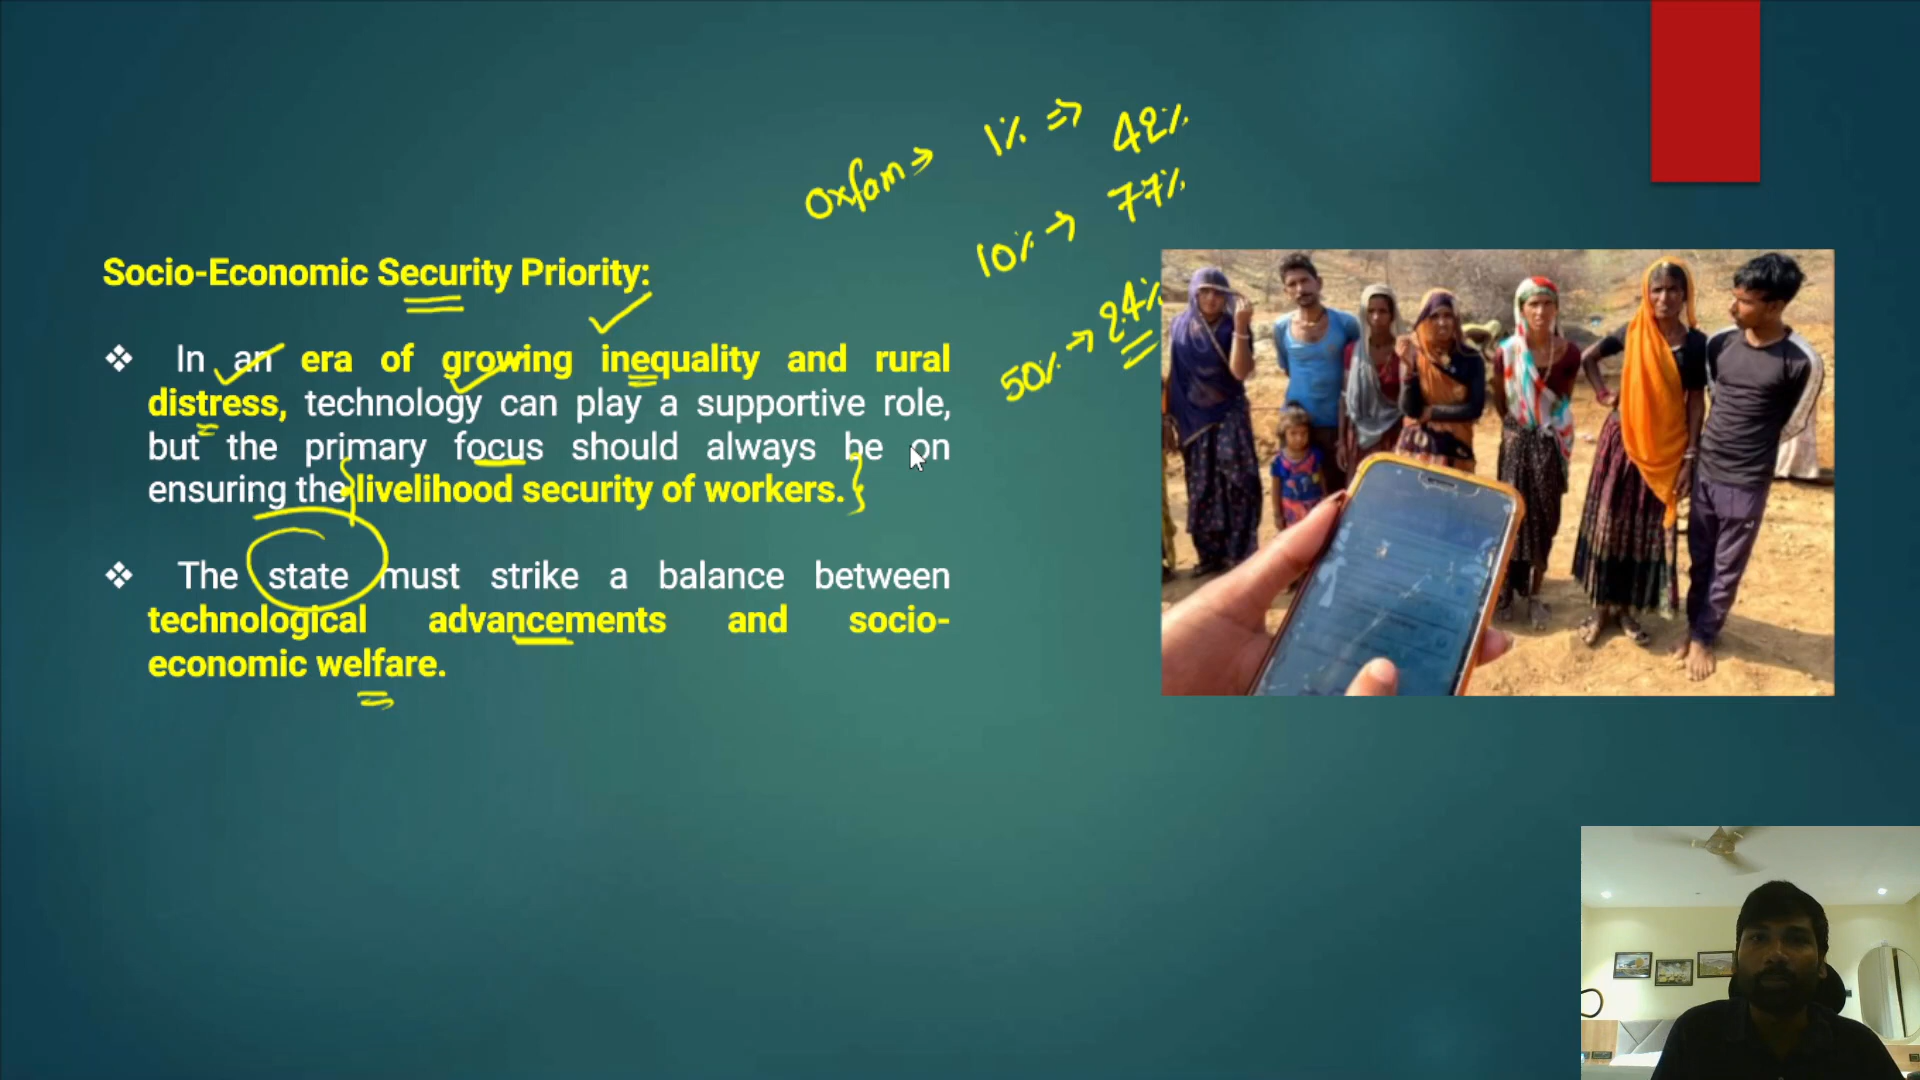 Oxfam ⇒ 1% ⇒ 42%
10% → 77%
50% → 2.4%
Socio-Economic Security Priority:
❖ In an era of growing inequality and rural
distress, technology can play a supportive role,
but the primary focus should always be on
ensuring the livelihood security of workers.
❖ The state must strike a balance between
technological advancements and socio-
economic welfare.